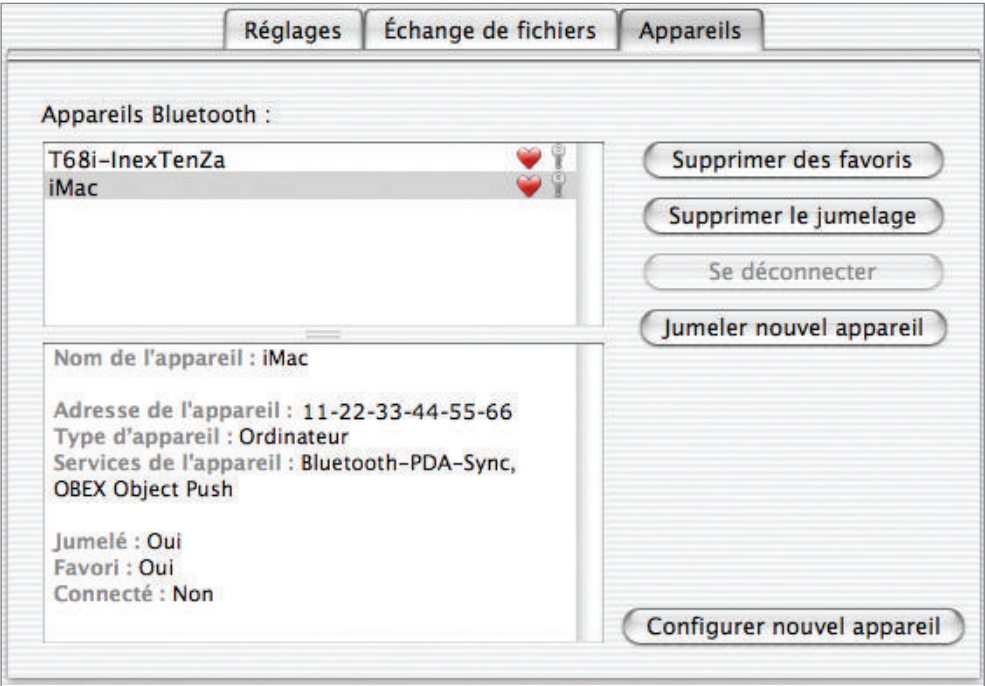 Réglages
Échange de fichiers
Appareils
Appareils Bluetooth :
T68i-InexTenZa
iMac
Supprimer des favoris
Supprimer le jumelage
Se déconnecter
Jumeler nouvel appareil
Nom de l'appareil : iMac
Adresse de l'appareil : 11-22-33-44-55-66
Type d'appareil : Ordinateur
Services de l'appareil : Bluetooth-PDA-Sync,
OBEX Object Push
Jumelé : Oui
Favori : Oui
Connecté : Non
Configurer nouvel appareil